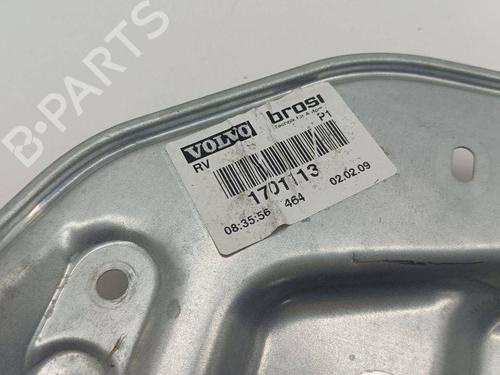 B-PARTS
VOLVO
brose
RV
P1
1701113
08:35:56 464 02.02.09